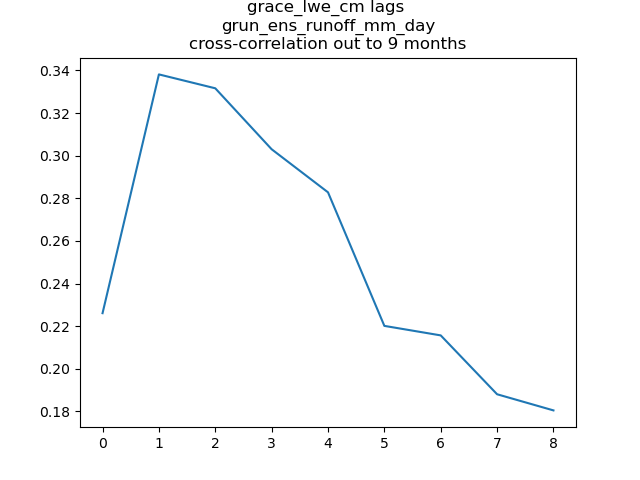 grace_lwe_cm lags
grun_ens_runoff_mm_day
cross-correlation out to 9 months
0.34
0.32
0.30
0.28
0.26
0.24
0.22
0.20
0.18
0 1 2 3 4 5 6 7 8